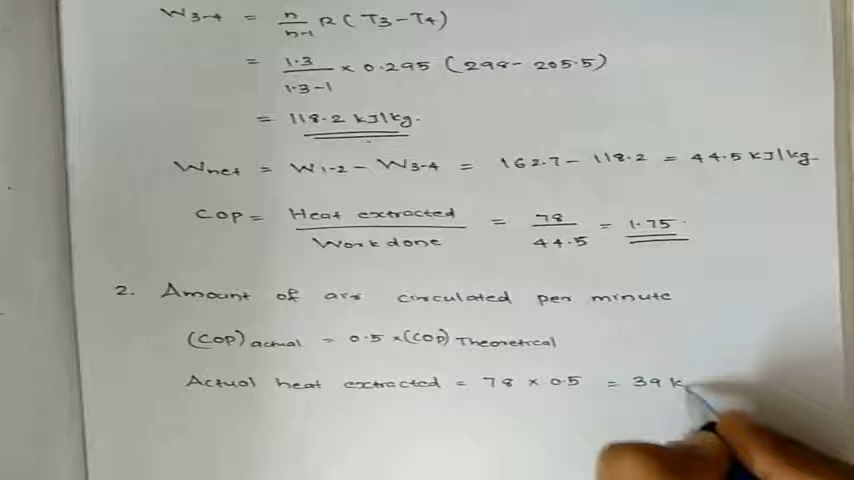 W3-4 = n/n-1 R (T3-T4)
= 1.3/1.3-1 × 0.295 (298-205.5)
= 118.2 kJ/kg.
Wnet = W1-2 - W3-4 = 162.7 - 118.2 = 44.5 kJ/kg.
COP = Heat extracted/Work done = 78/44.5 = 1.75.
2. Amount of air circulated per minute
(COP) actual = 0.5 × (COP) Theoretical
Actual heat extracted = 78 × 0.5 = 39 k